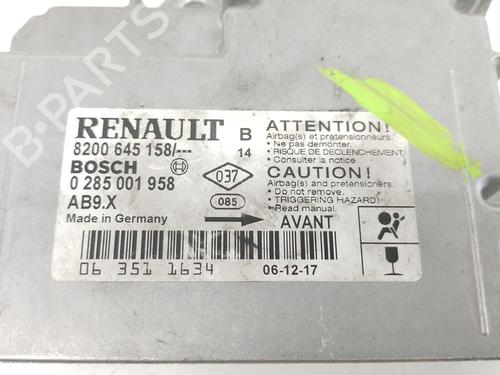 RENAULT B
8200 645 158/--- 14
BOSCH 037
0 285 001 958
AB9.X 085
Made in Germany AVANT
06 351 1634 06-12-17
ATTENTION!
Airbag(s) et pretensionneurs.
• Ne pas demonter.
• RISQUE DE DECLENCHEMENT!
• Consulter la notice.
CAUTION!
Airbag(s) and pretensioners.
• Do not remove.
• TRIGGERING HAZARD!
• Read manual.
B-PARTS